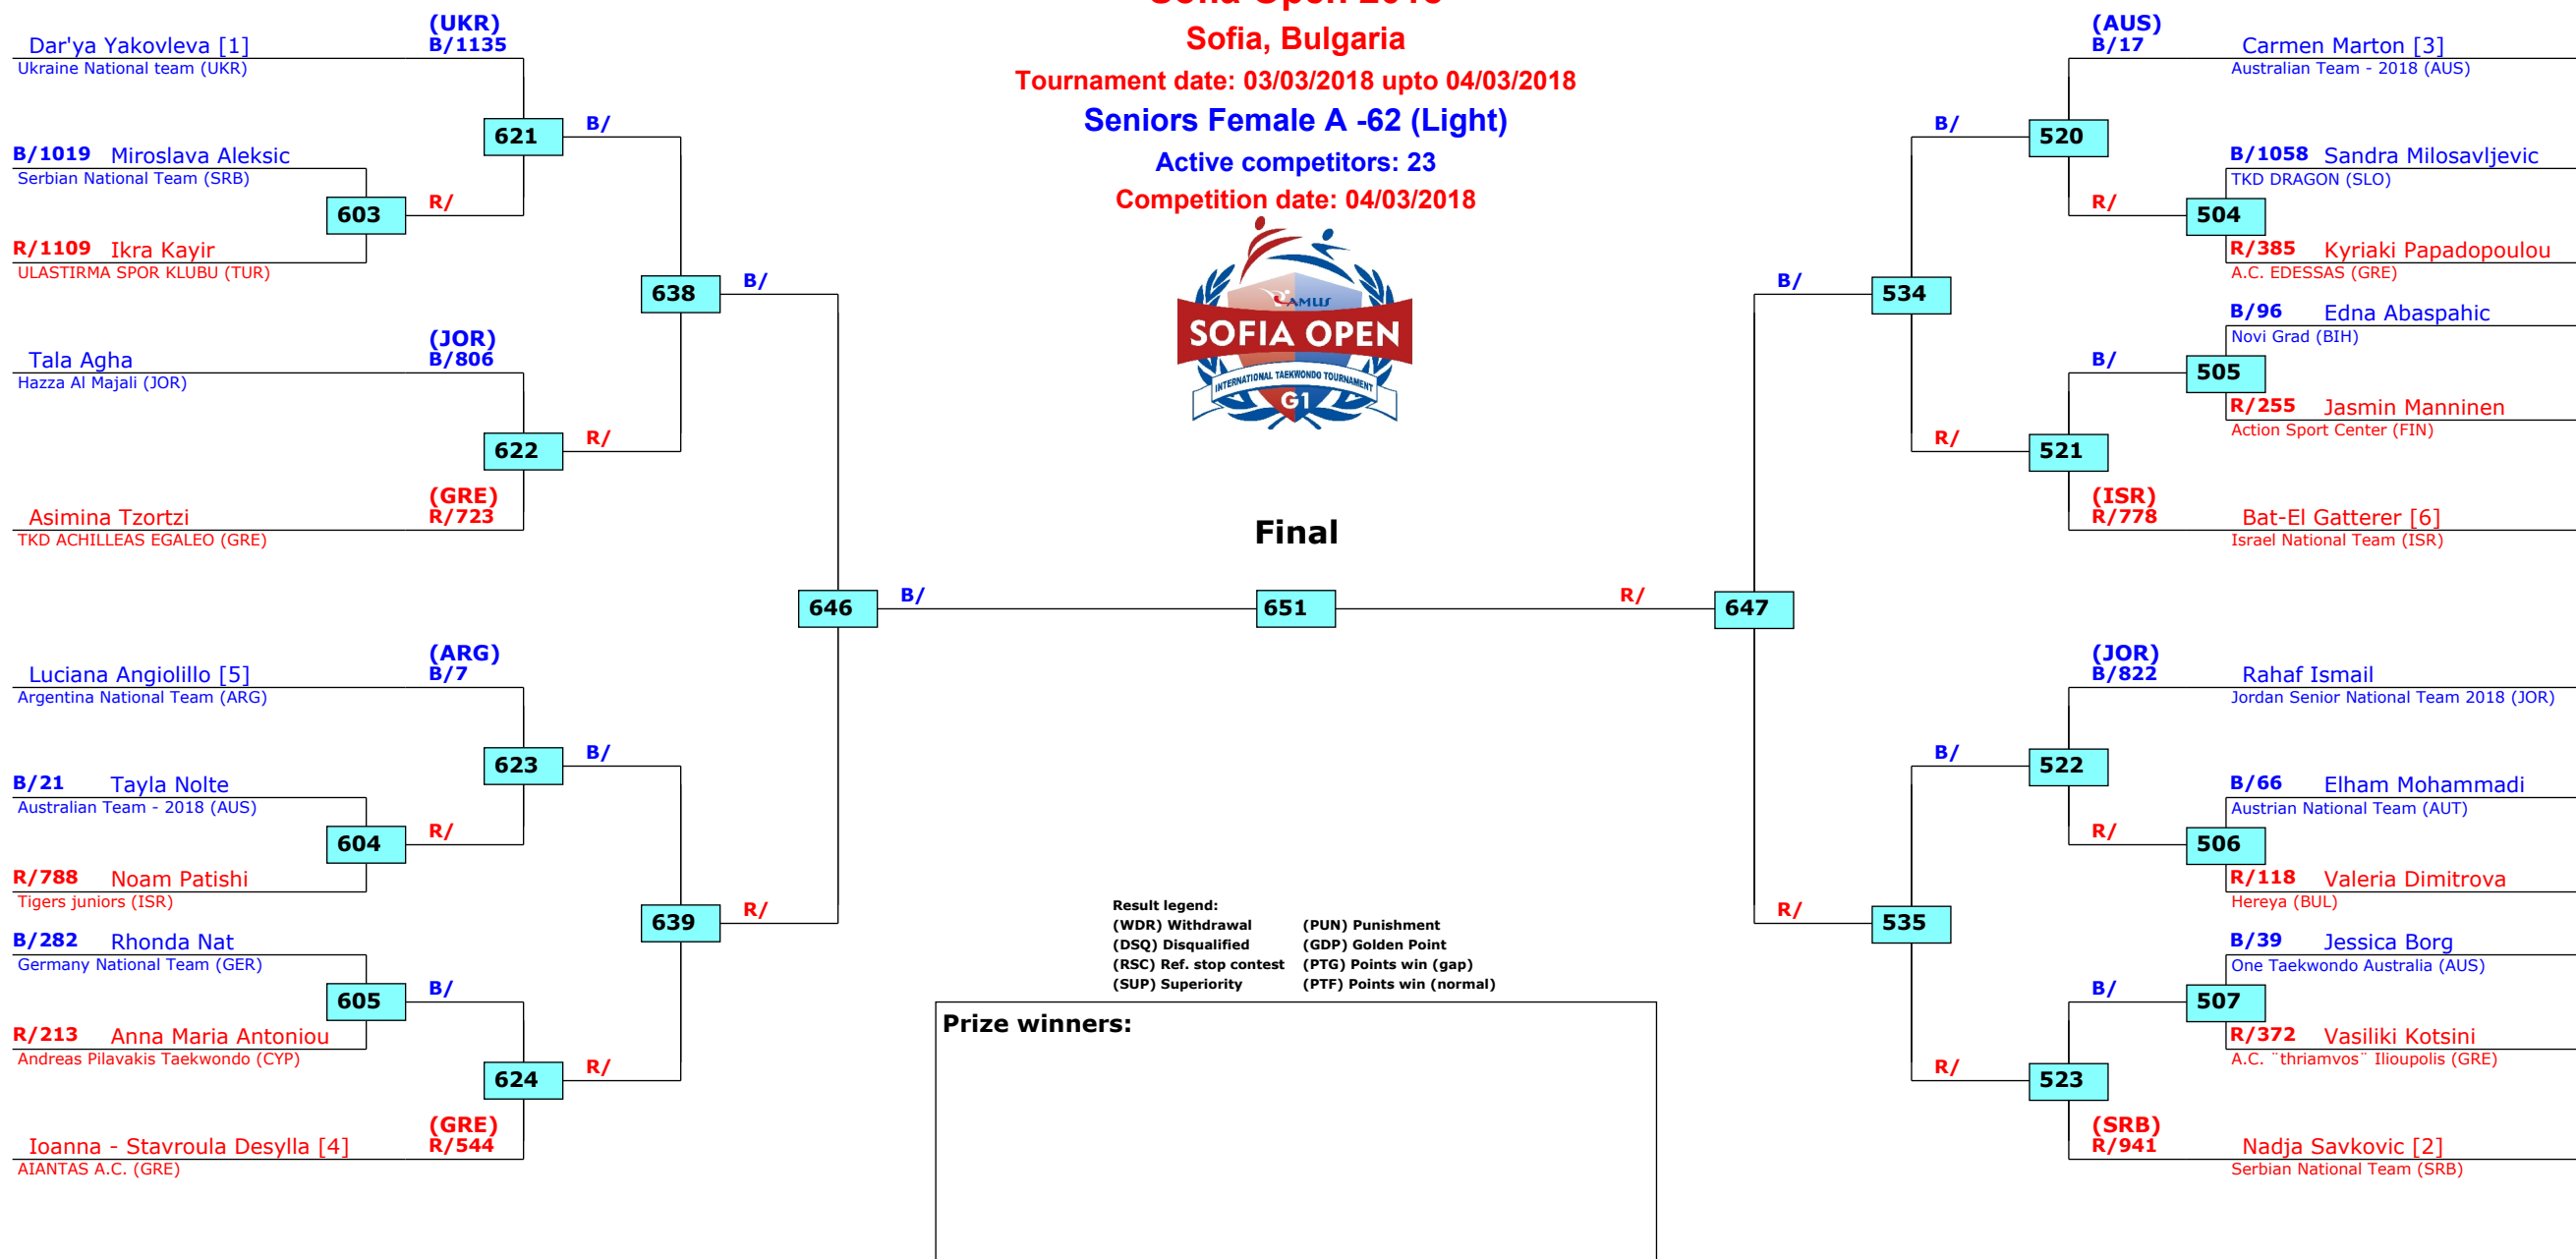 Sofia Open 2018
Sofia, Bulgaria
Tournament date: 03/03/2018 upto 04/03/2018
Seniors Female A -62 (Light)
Active competitors: 23
Competition date: 04/03/2018
CAMUS
SOFIA OPEN
INTERNATIONAL TAEKWONDO TOURNAMENT
G1
(UKR)
Dar'ya Yakovleva [1] B/1135
Ukraine National team (UKR)
621 B/
B/1019 Miroslava Aleksic
Serbian National Team (SRB)
603 R/
R/1109 Ikra Kayir
ULASTIRMA SPOR KLUBU (TUR)
638 B/
(JOR)
Tala Agha B/806
Hazza Al Majali (JOR)
622 R/
(GRE)
Asimina Tzortzi R/723
TKD ACHILLEAS EGALEO (GRE)
646 B/
(ARG)
Luciana Angiolillo [5] B/7
Argentina National Team (ARG)
623 B/
B/21 Tayla Nolte
Australian Team - 2018 (AUS)
604 R/
R/788 Noam Patishi
Tigers juniors (ISR)
639 R/
B/282 Rhonda Nat
Germany National Team (GER)
605 B/
R/213 Anna Maria Antoniou
Andreas Pilavakis Taekwondo (CYP)
624 R/
(GRE)
Ioanna - Stavroula Desylla [4] R/544
AIANTAS A.C. (GRE)
Final
651
R/ 647
(AUS)
B/17 Carmen Marton [3]
Australian Team - 2018 (AUS)
B/ 520
B/1058 Sandra Milosavljevic
TKD DRAGON (SLO)
R/ 504
R/385 Kyriaki Papadopoulou
A.C. EDESSAS (GRE)
B/ 534
B/96 Edna Abaspahic
Novi Grad (BIH)
B/ 505
R/255 Jasmin Manninen
Action Sport Center (FIN)
R/ 521
(ISR)
R/778 Bat-El Gatterer [6]
Israel National Team (ISR)
(JOR)
B/822 Rahaf Ismail
Jordan Senior National Team 2018 (JOR)
B/ 522
B/66 Elham Mohammadi
Austrian National Team (AUT)
R/ 506
R/118 Valeria Dimitrova
Hereya (BUL)
R/ 535
B/39 Jessica Borg
One Taekwondo Australia (AUS)
B/ 507
R/372 Vasiliki Kotsini
A.C. ¨thriamvos¨ Ilioupolis (GRE)
R/ 523
(SRB)
R/941 Nadja Savkovic [2]
Serbian National Team (SRB)
Result legend:
(WDR) Withdrawal (PUN) Punishment
(DSQ) Disqualified (GDP) Golden Point
(RSC) Ref. stop contest (PTG) Points win (gap)
(SUP) Superiority (PTF) Points win (normal)
Prize winners: